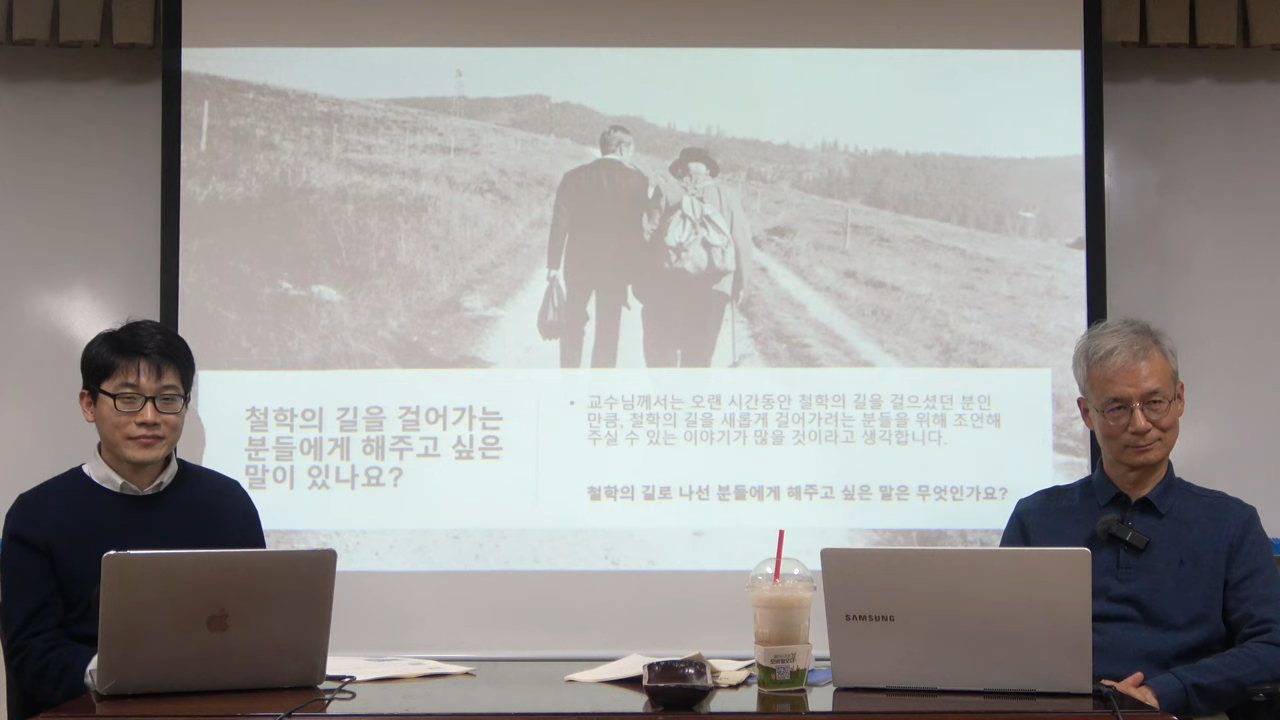 철학의 길을 걸어가는
분들에게 해주고 싶은
말이 있나요?
• 교수님께서는 오랜 시간동안 철학의 길을 걸으셨던 분인
만큼, 철학의 길을 새롭게 걸어가려는 분들을 위해 조언해
주실 수 있는 이야기가 많을 것이라고 생각합니다.
철학의 길로 나선 분들에게 해주고 싶은 말은 무엇인가요?
SAMSUNG